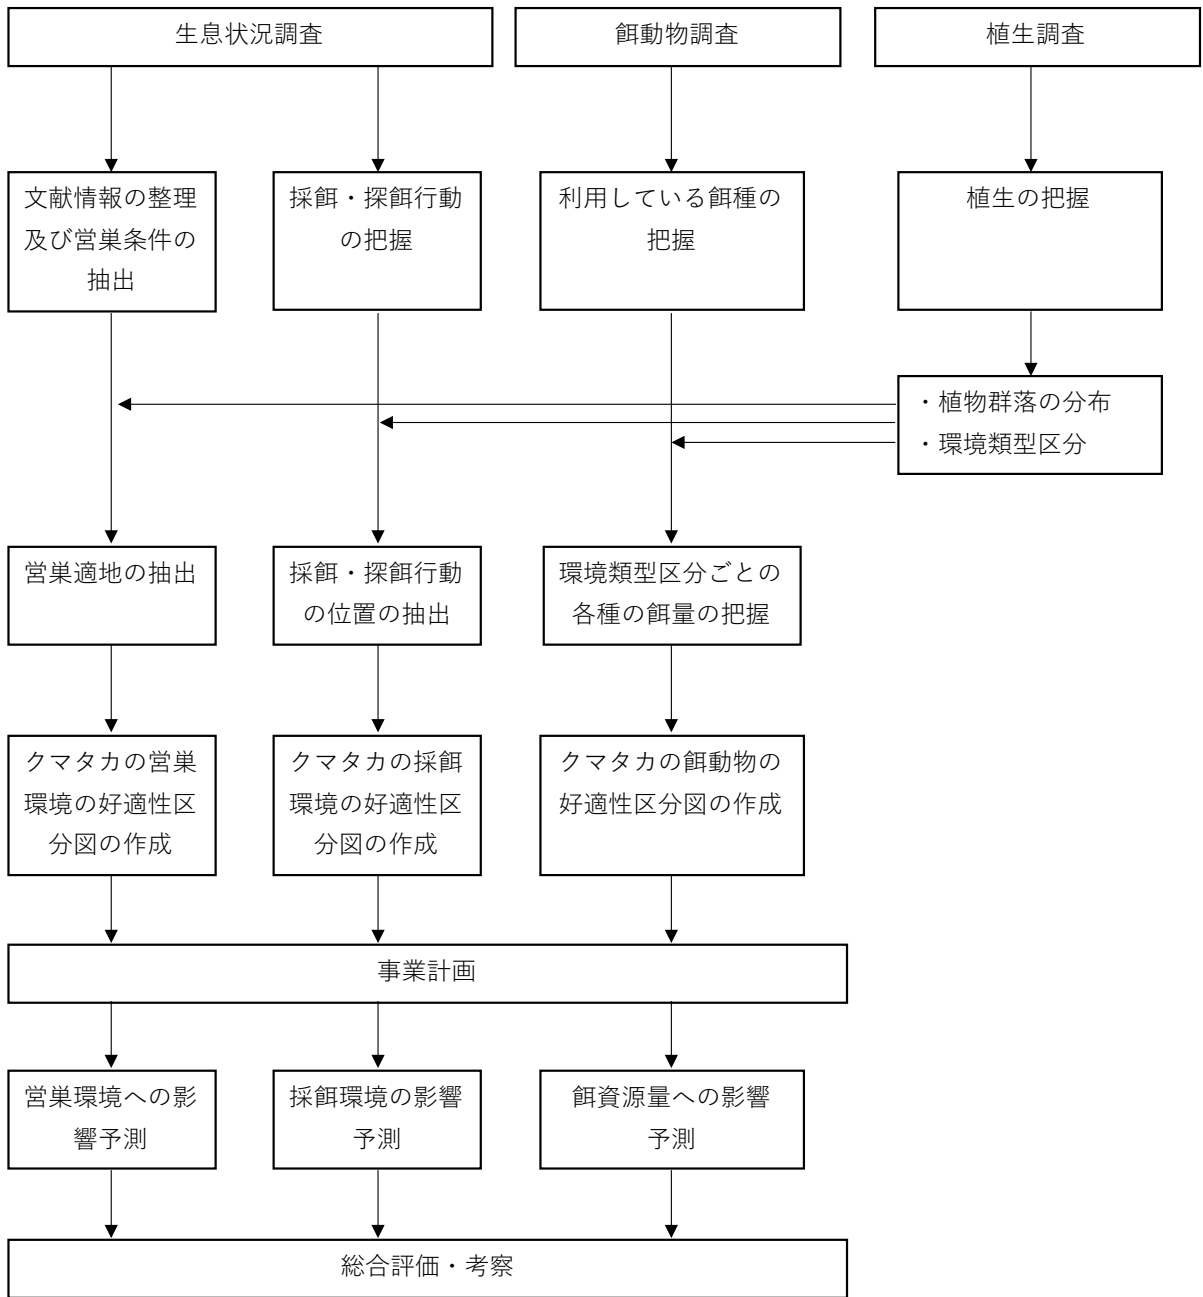 生息状況調査
餌動物調査
植生調査
文献情報の整理
及び営巣条件の
抽出
採餌・探餌行動
の把握
利用している餌種の
把握
植生の把握
・植物群落の分布
・環境類型区分
営巣適地の抽出
採餌・探餌行動
の位置の抽出
環境類型区分ごとの
各種の餌量の把握
クマタカの営巣
環境の好適性区
分図の作成
クマタカの採餌
環境の好適性区
分図の作成
クマタカの餌動物の
好適性区分図の作成
事業計画
営巣環境への影
響予測
採餌環境の影響
予測
餌資源量への影響
予測
総合評価・考察